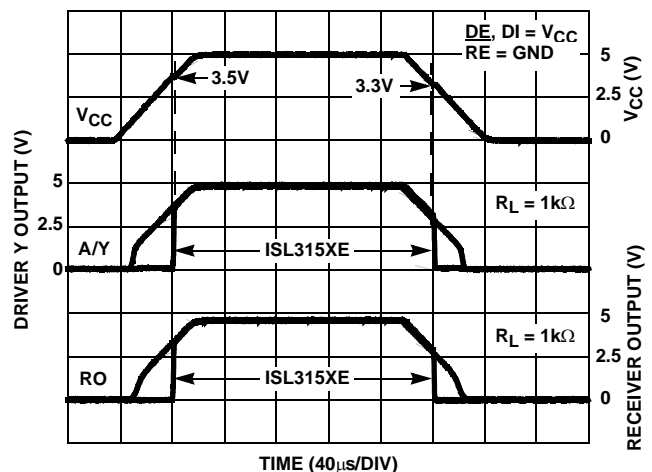 DE, DI = VCC
RE = GND
5
3.5V
3.3V
2.5
VCC
0
VCC (V)
5
RL = 1kΩ
2.5
A/Y
ISL315XE
0
DRIVER Y OUTPUT (V)
5
RL = 1kΩ
2.5
RO
ISL315XE
0
RECEIVER OUTPUT (V)
TIME (40μs/DIV)